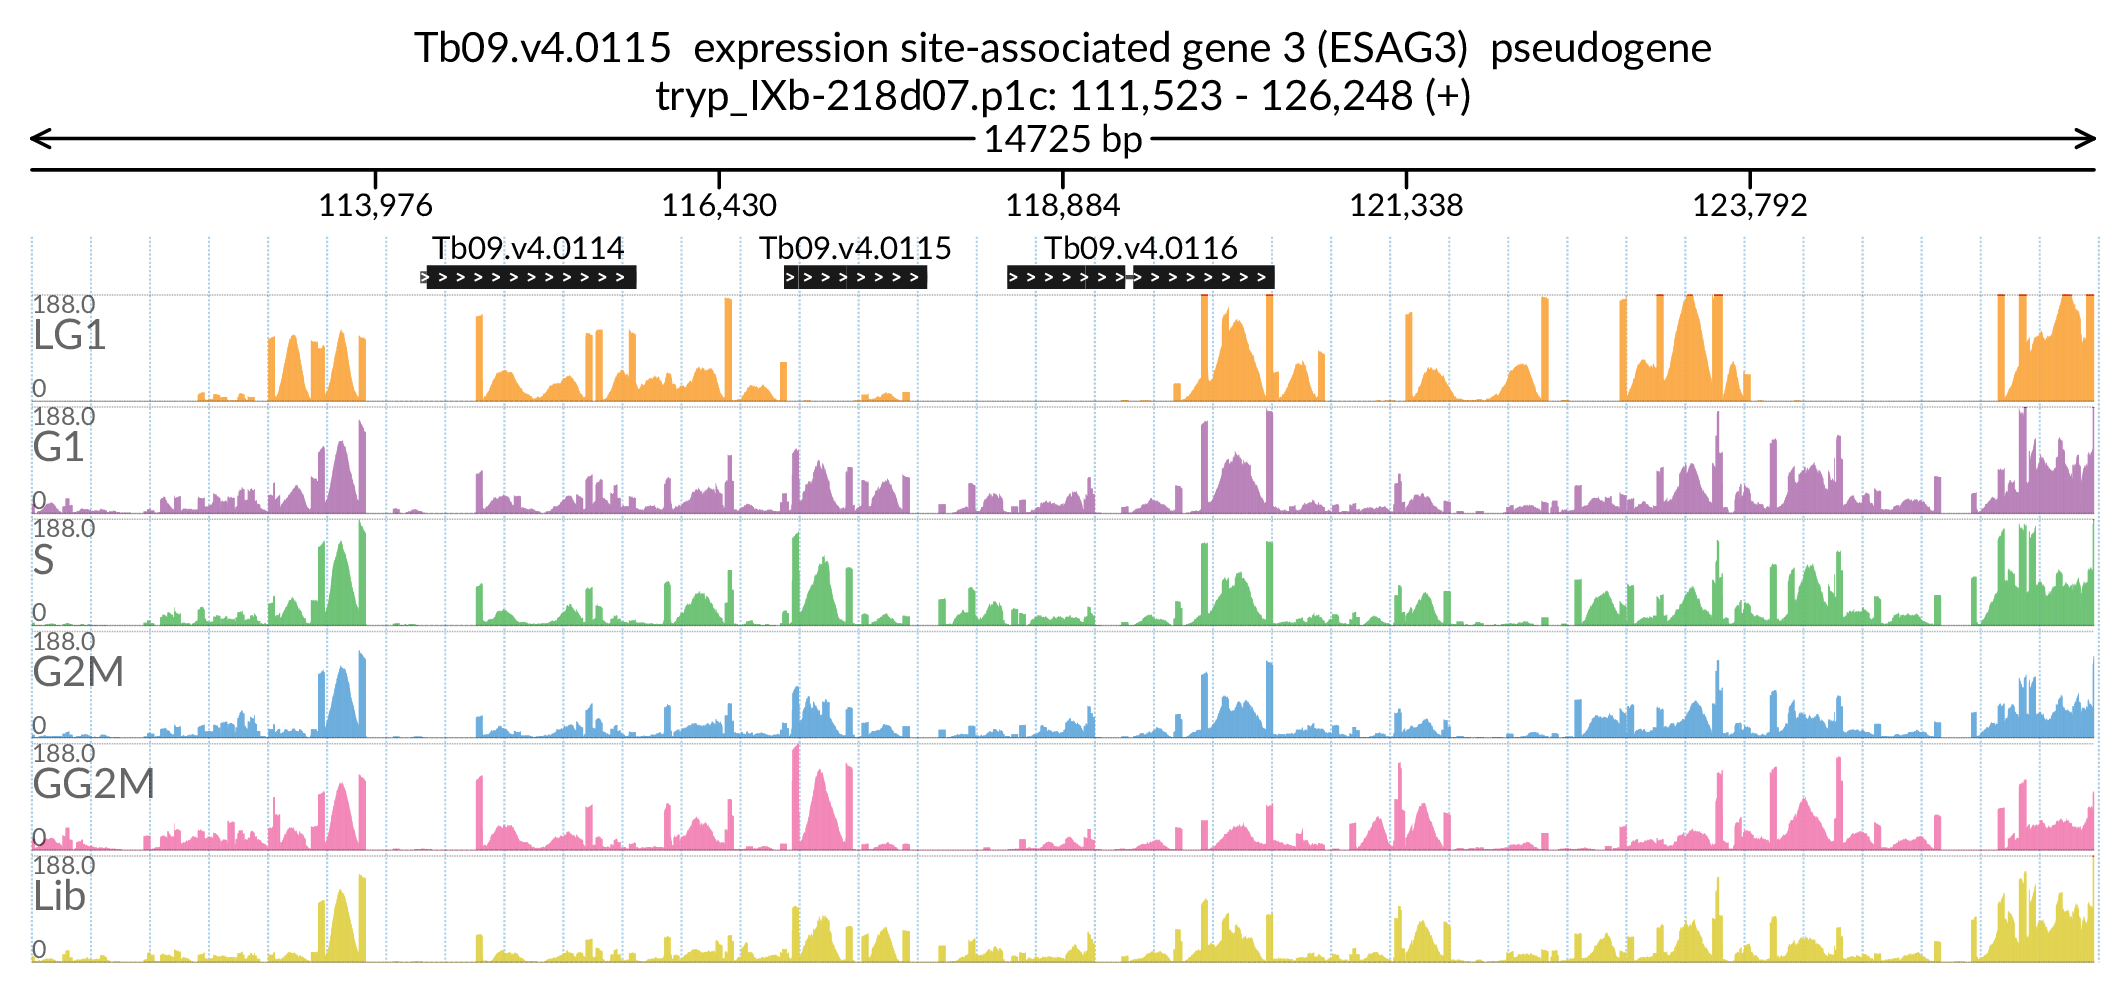 Tb09.v4.0115 expression site-associated gene 3 (ESAG3) pseudogene
tryp_IXb-218d07.p1c: 111,523 - 126,248 (+)
14725 bp
113,976 116,430 118,884 121,338 123,792
Tb09.v4.0114 Tb09.v4.0115 Tb09.v4.0116
188.0
LG1
0
188.0
G1
0
188.0
S
0
188.0
G2M
0
188.0
GG2M
0
188.0
Lib
0